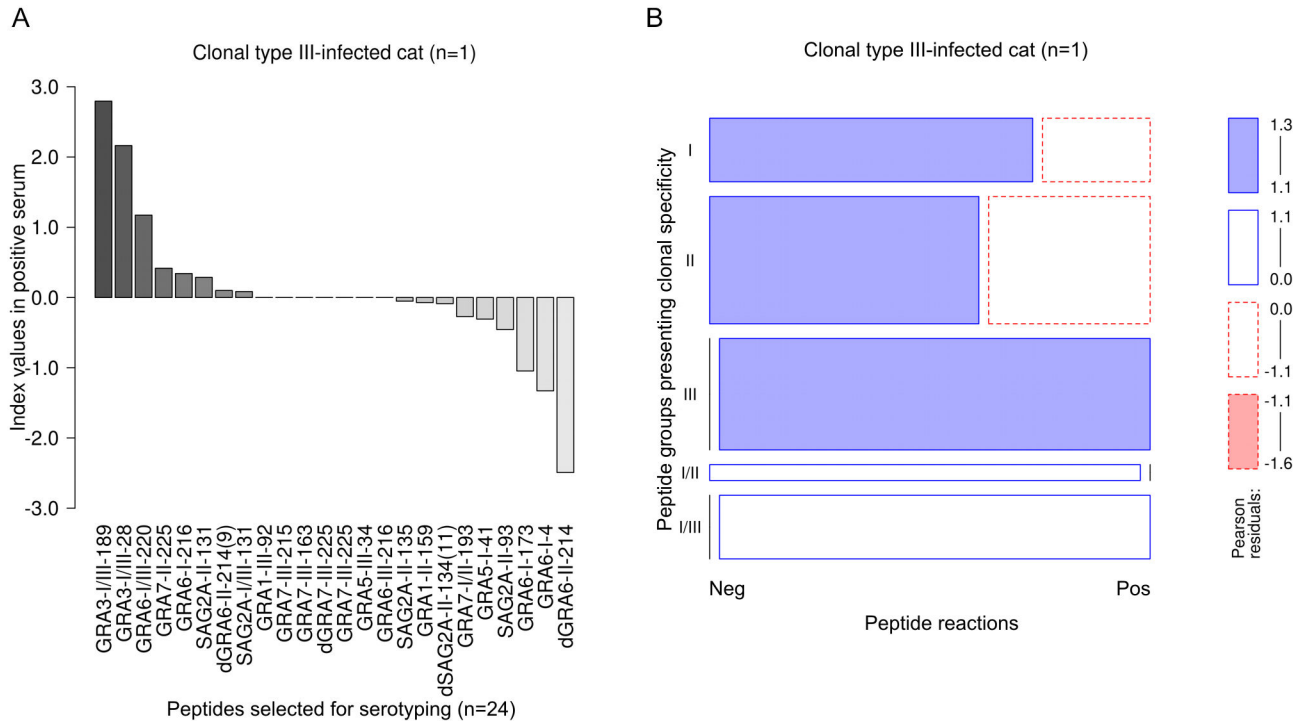 A
Clonal type III-infected cat (n=1)
Index values in positive serum
3.0
2.0
1.0
0.0
-1.0
-2.0
-3.0
GRA3-I/III-189
GRA3-I/III-28
GRA6-I/III-220
GRA7-II-225
GRA6-I-216
SAG2A-II-131
dGRA6-II-214(9)
SAG2A-I/III-131
GRA1-III-92
GRA7-III-215
GRA7-III-163
dGRA7-III-225
GRA7-III-225
GRA5-III-34
GRA6-III-216
SAG2A-II-135
GRA1-II-159
dSAG2A-II-134(11)
GRA7-I/II-193
GRA5-I-41
SAG2A-II-93
GRA6-I-173
GRA6-I-4
dGRA6-II-214
Peptides selected for serotyping (n=24)
B
Clonal type III-infected cat (n=1)
Peptide groups presenting clonal specificity
I
II
III
I/II
I/III
Neg
Pos
Peptide reactions
1.3
1.1
1.1
0.0
0.0
-1.1
-1.1
-1.6
Pearson
residuals: